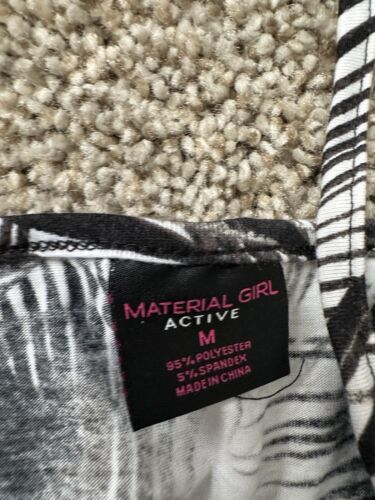 MATERIAL GIRL
ACTIVE
M
95% POLYESTER
5% SPANDEX
MADE IN CHINA